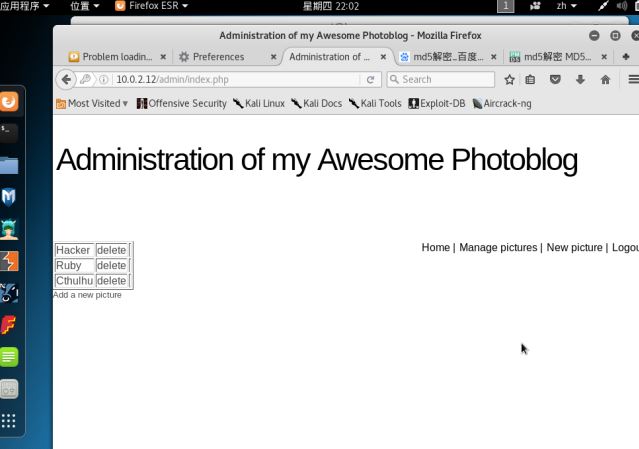 应用程序 位置 Firefox ESR 星期四 22:02 1 zh
Administration of my Awesome Photoblog - Mozilla Firefox
Problem loadin... Preferences Administration of ... md5解密_百度... md5解密 MD5...
10.0.2.12/admin/index.php Search
Most Visited Offensive Security Kali Linux Kali Docs Kali Tools Exploit-DB Aircrack-ng
Administration of my Awesome Photoblog
Home | Manage pictures | New picture | Logou
Hacker delete
Ruby delete
Cthulhu delete
Add a new picture